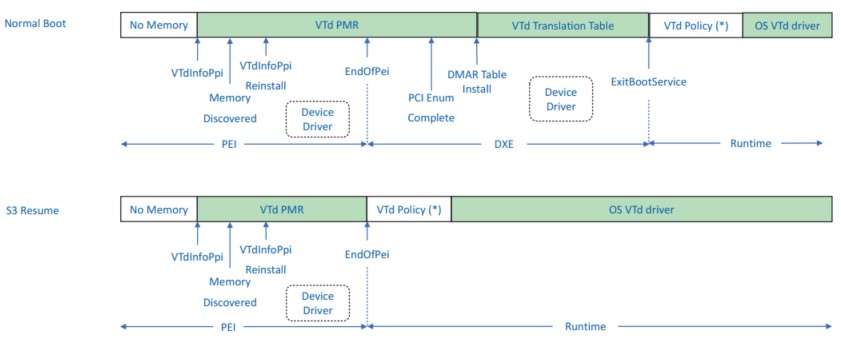 Normal Boot
No Memory
VTd PMR
VTd Translation Table
VTd Policy (*)
OS VTd driver
VTdInfoPpi
Memory
Discovered
VTdInfoPpi
Reinstall
Device
Driver
EndOfPei
PCI Enum
Complete
DMAR Table
Install
Device
Driver
ExitBootService
PEI
DXE
Runtime
S3 Resume
No Memory
VTd PMR
VTd Policy (*)
OS VTd driver
VTdInfoPpi
Memory
Discovered
VTdInfoPpi
Reinstall
Device
Driver
EndOfPei
PEI
Runtime